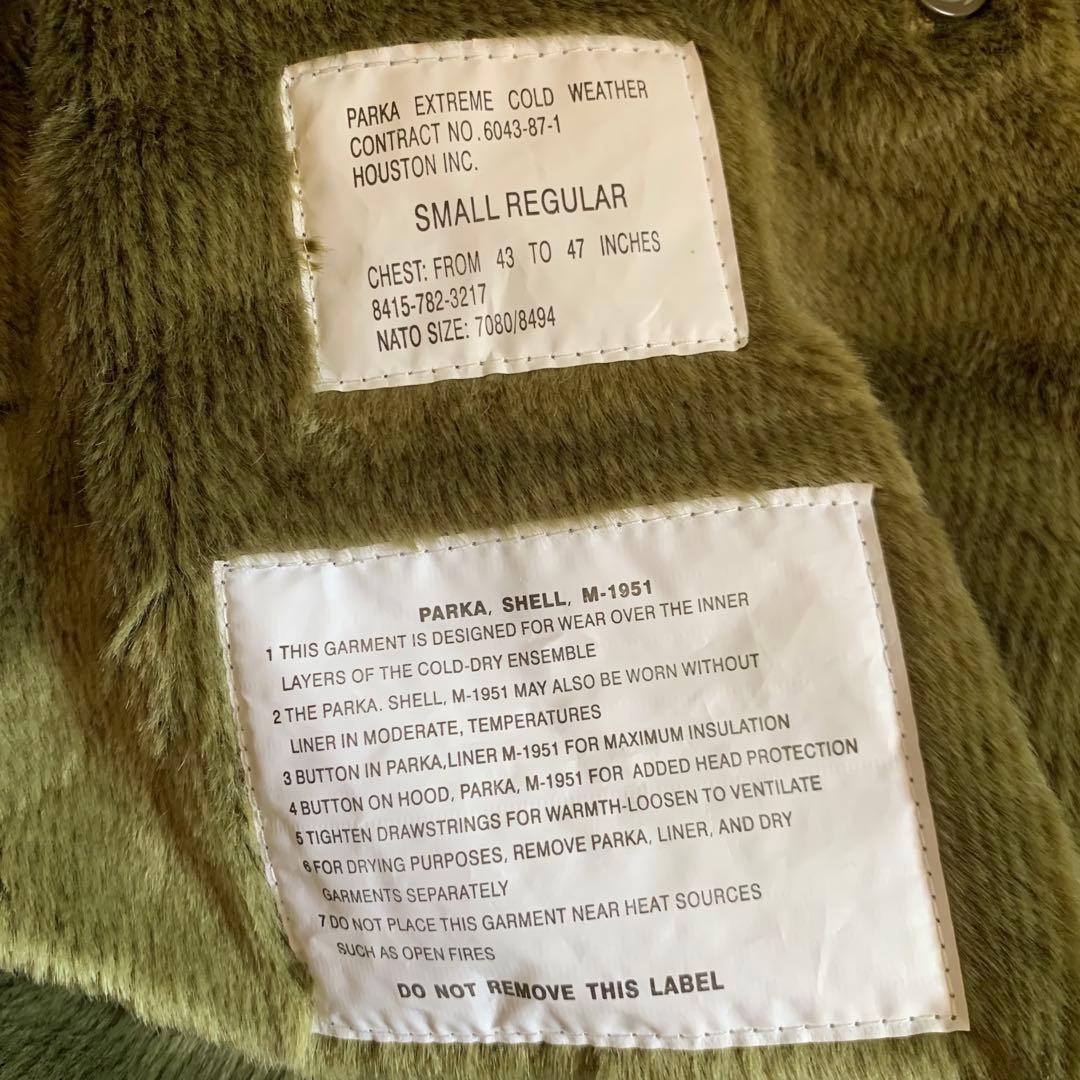 PARKA EXTREME COLD WEATHER
CONTRACT NO.6043-87-1
HOUSTON INC.
SMALL REGULAR
CHEST: FROM 43 TO 47 INCHES
8415-782-3217
NATO SIZE: 7080/8494
PARKA, SHELL, M-1951
1 THIS GARMENT IS DESIGNED FOR WEAR OVER THE INNER
LAYERS OF THE COLD-DRY ENSEMBLE
2 THE PARKA. SHELL, M-1951 MAY ALSO BE WORN WITHOUT
LINER IN MODERATE, TEMPERATURES
3 BUTTON IN PARKA,LINER M-1951 FOR MAXIMUM INSULATION
4 BUTTON ON HOOD, PARKA, M-1951 FOR ADDED HEAD PROTECTION
5 TIGHTEN DRAWSTRINGS FOR WARMTH-LOOSEN TO VENTILATE
6 FOR DRYING PURPOSES, REMOVE PARKA, LINER, AND DRY
GARMENTS SEPARATELY
7 DO NOT PLACE THIS GARMENT NEAR HEAT SOURCES
SUCH AS OPEN FIRES
DO NOT REMOVE THIS LABEL